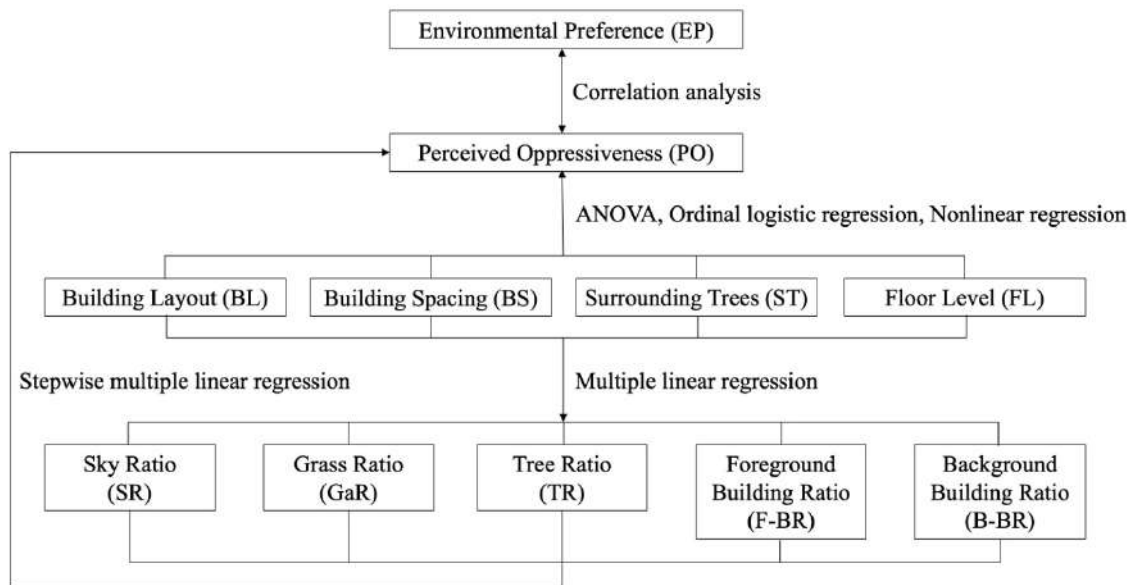 Environmental Preference (EP)
Correlation analysis
Perceived Oppressiveness (PO)
ANOVA, Ordinal logistic regression, Nonlinear regression
Building Layout (BL)
Building Spacing (BS)
Surrounding Trees (ST)
Floor Level (FL)
Stepwise multiple linear regression
Multiple linear regression
Sky Ratio
(SR)
Grass Ratio
(GaR)
Tree Ratio
(TR)
Foreground
Building Ratio
(F-BR)
Background
Building Ratio
(B-BR)